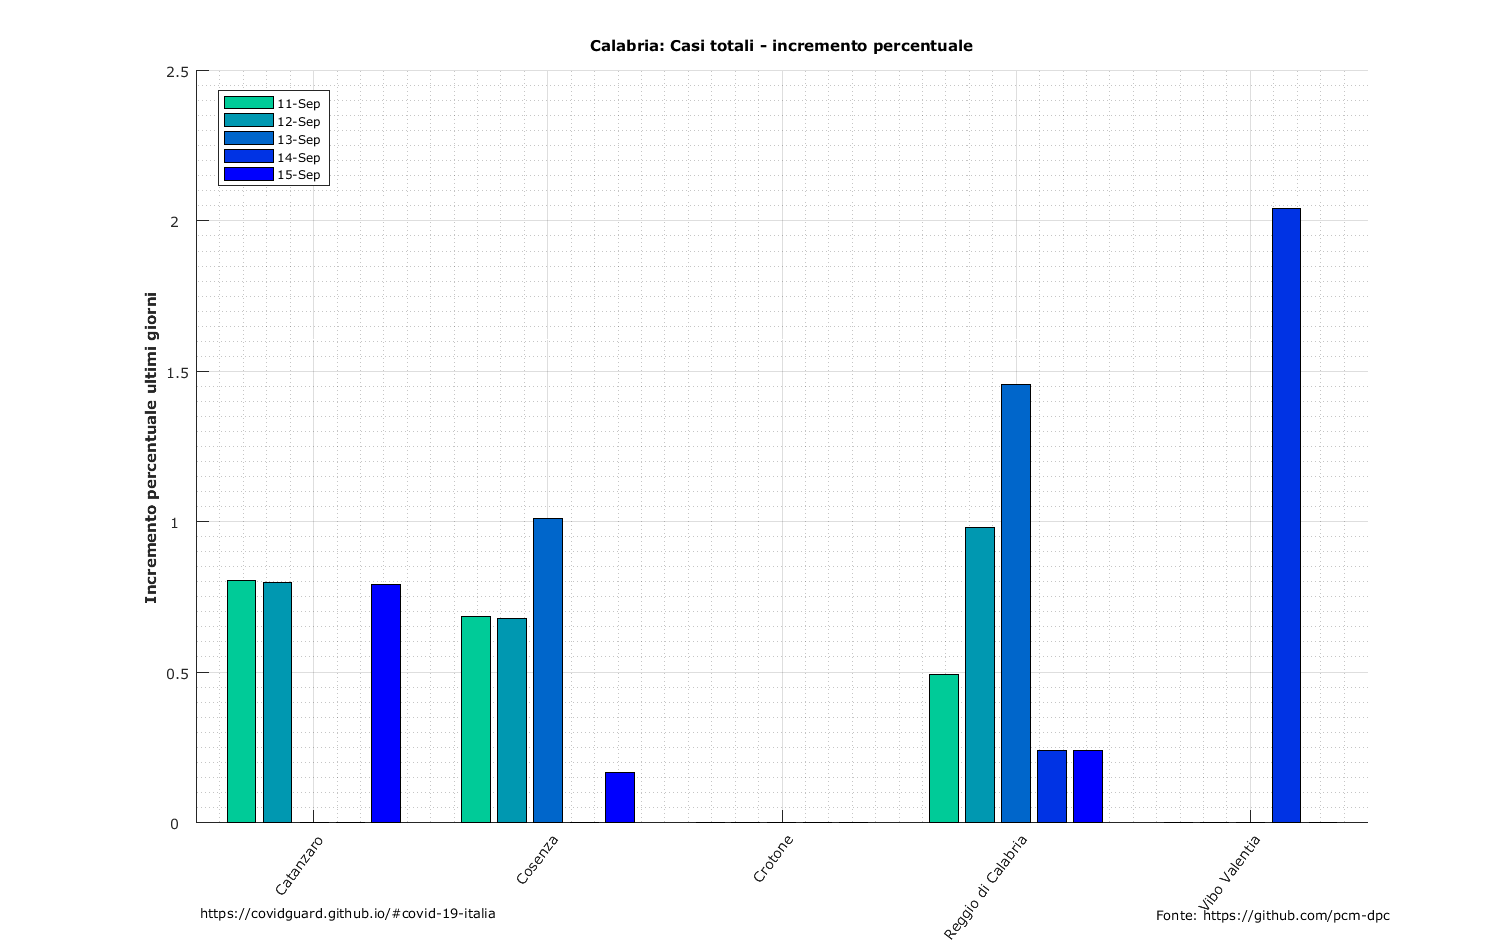 Calabria: Casi totali - incremento percentuale
2.5
2
1.5
1
0.5
0
Incremento percentuale ultimi giorni
11-Sep
12-Sep
13-Sep
14-Sep
15-Sep
Catanzaro
Cosenza
Crotone
Reggio di Calabria
Vibo Valentia
https://covidguard.github.io/#covid-19-italia
Fonte: https://github.com/pcm-dpc